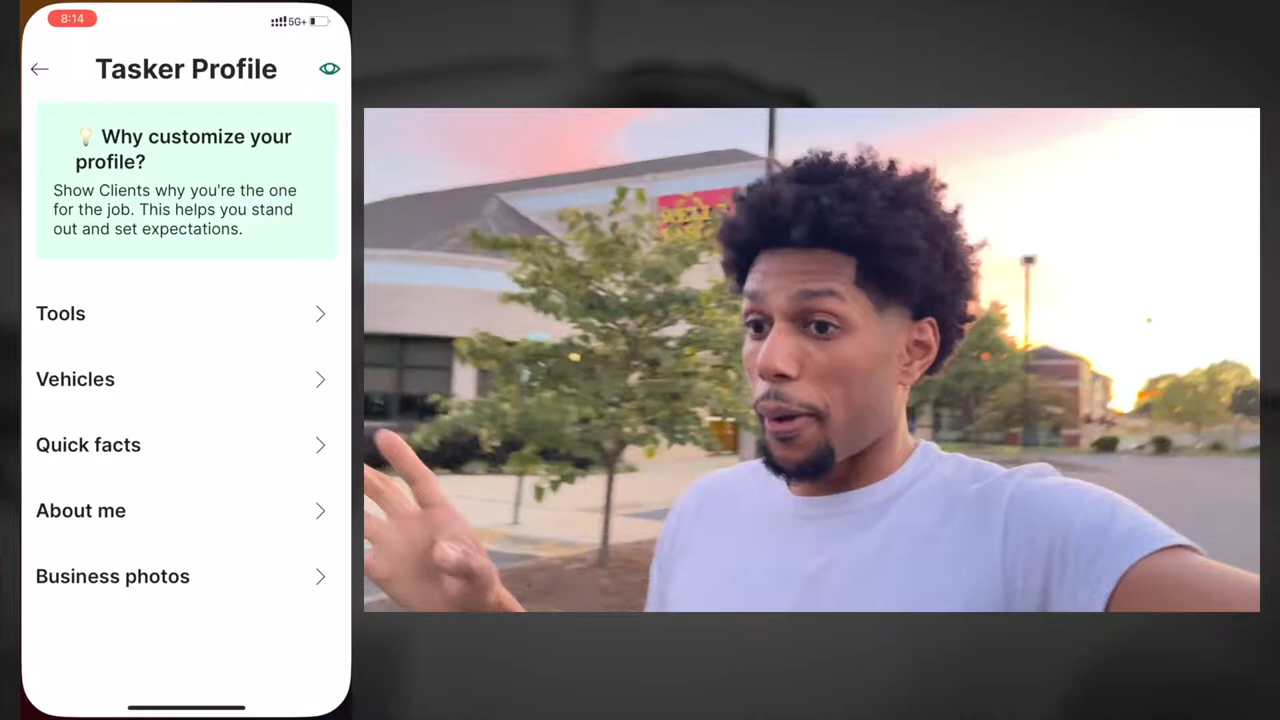 8:14
5G+
Tasker Profile
💡 Why customize your
profile?
Show Clients why you're the one
for the job. This helps you stand
out and set expectations.
Tools
Vehicles
Quick facts
About me
Business photos